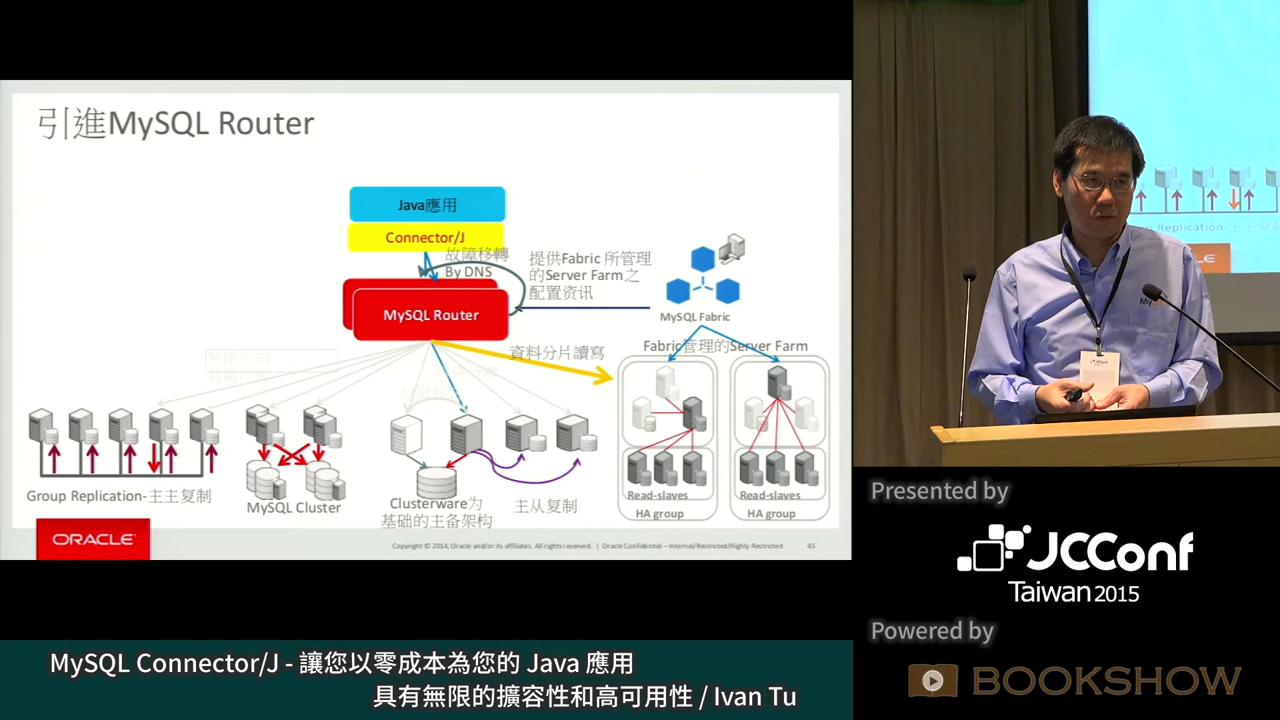 引進MySQL Router
Java應用
Connector/J
故障移轉
By DNS
提供Fabric 所管理
的Server Farm之
配置资讯
MySQL Router
MySQL Fabric
Fabric管理的Server Farm
資料分片讀寫
Group Replication-主主复制
MySQL Cluster
Clusterware为
基础的主备架构
主从复制
Read-slaves
HA group
Read-slaves
HA group
ORACLE
Copyright © 2014, Oracle and/or its affiliates. All rights reserved. | Oracle Confidential – Internal/Restricted/Highly Restricted
45
Presented by
JCConf
Taiwan 2015
Powered by
BOOKSHOW
MySQL Connector/J - 讓您以零成本為您的 Java 應用
具有無限的擴容性和高可用性 / Ivan Tu